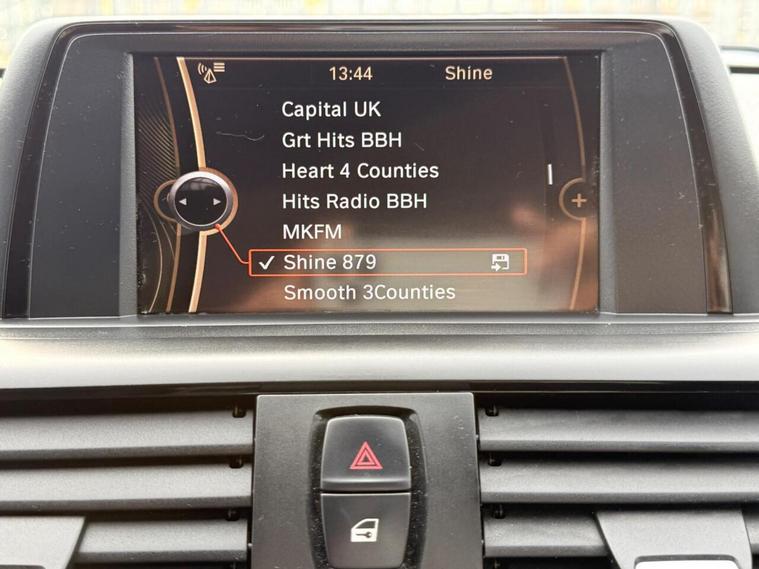 13:44 Shine
Capital UK
Grt Hits BBH
Heart 4 Counties
Hits Radio BBH
MKFM
Shine 879
Smooth 3Counties